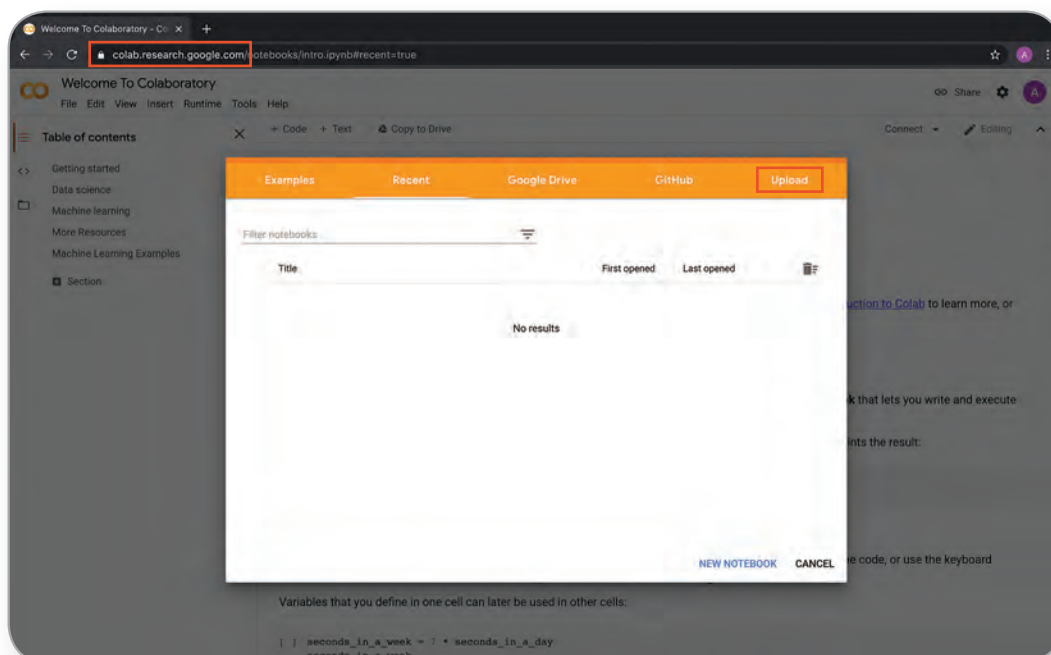 Welcome To Colaboratory - Co
colab.research.google.com/notebooks/intro.ipynb#recent=true
A
Welcome To Colaboratory
File Edit View Insert Runtime Tools Help
Share
A
Table of contents
+ Code + Text Copy to Drive
Connect
Editing
Getting started
Data science
Machine learning
More Resources
Machine Learning Examples
Section
Examples Recent Google Drive GitHub Upload
Filter notebooks
Title First opened Last opened
No results
uction to Colab to learn more, or
k that lets you write and execute
ints the result:
NEW NOTEBOOK CANCEL
e code, or use the keyboard
Variables that you define in one cell can later be used in other cells:
[ ] seconds_in_a_week = 7 * seconds_in_a_day
seconds_in_a_week